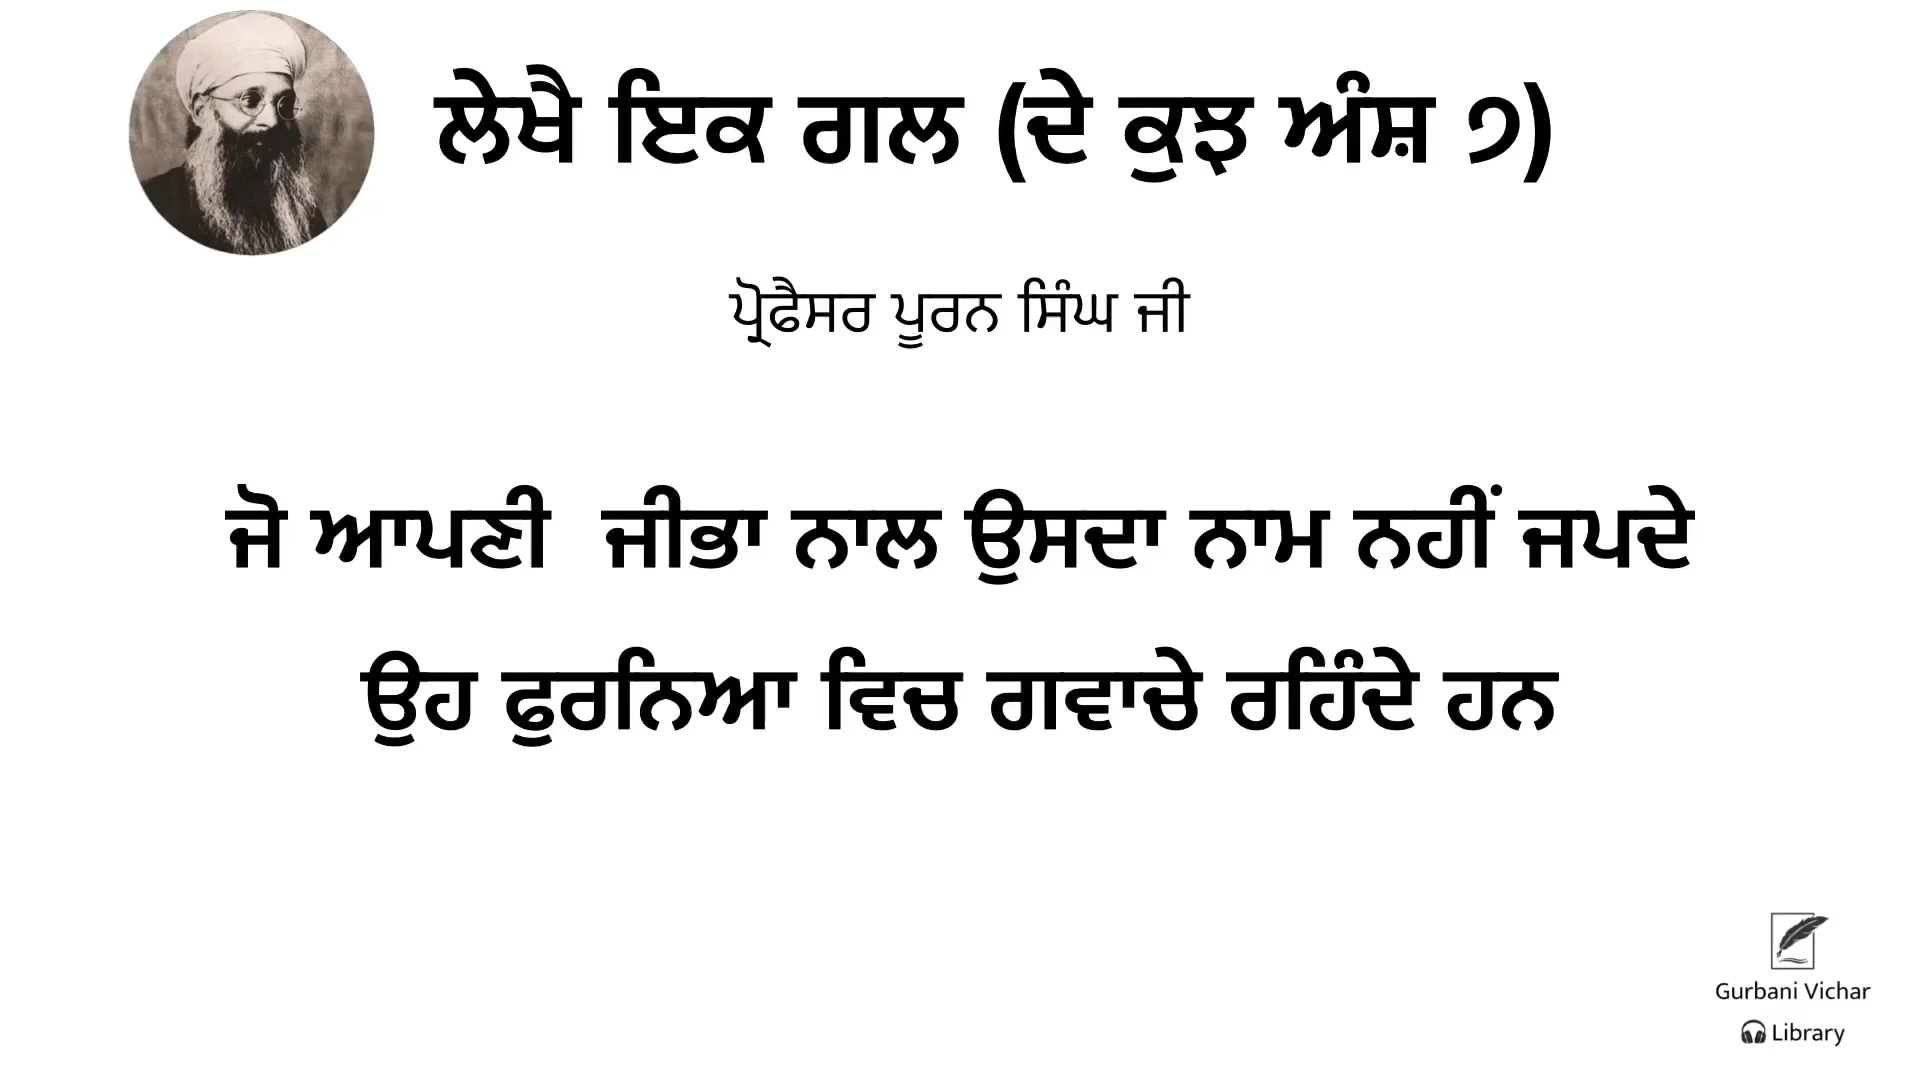 ਲੇਖੈ ਇਕ ਗਲ (ਦੇ ਕੁਝ ਅੰਸ਼ ੭)
ਪ੍ਰੋਫੈਸਰ ਪੂਰਨ ਸਿੰਘ ਜੀ
ਜੋ ਆਪਣੀ ਜੀਭਾ ਨਾਲ ਉਸਦਾ ਨਾਮ ਨਹੀਂ ਜਪਦੇ
ਉਹ ਫੁਰਨਿਆ ਵਿਚ ਗਵਾਚੇ ਰਹਿੰਦੇ ਹਨ
Gurbani Vichar
Library